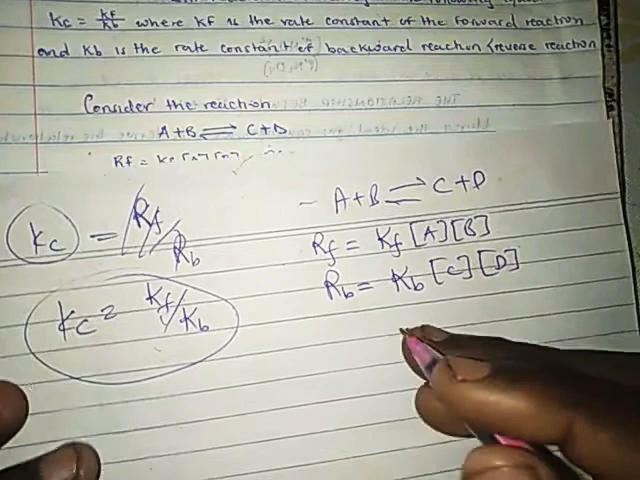 Kc = Kf/Kb where Kf is the rate constant of the forward reaction
and Kb is the rate constant of backward reaction (reverse reaction
Consider the reaction
A+B ⇌ C+D
Rf =
- A+B ⇌ C+D
Rf = Kf [A][B]
Rb = Kb [C][D]
Kc = Rf/Rb
Kc = Kf/Kb